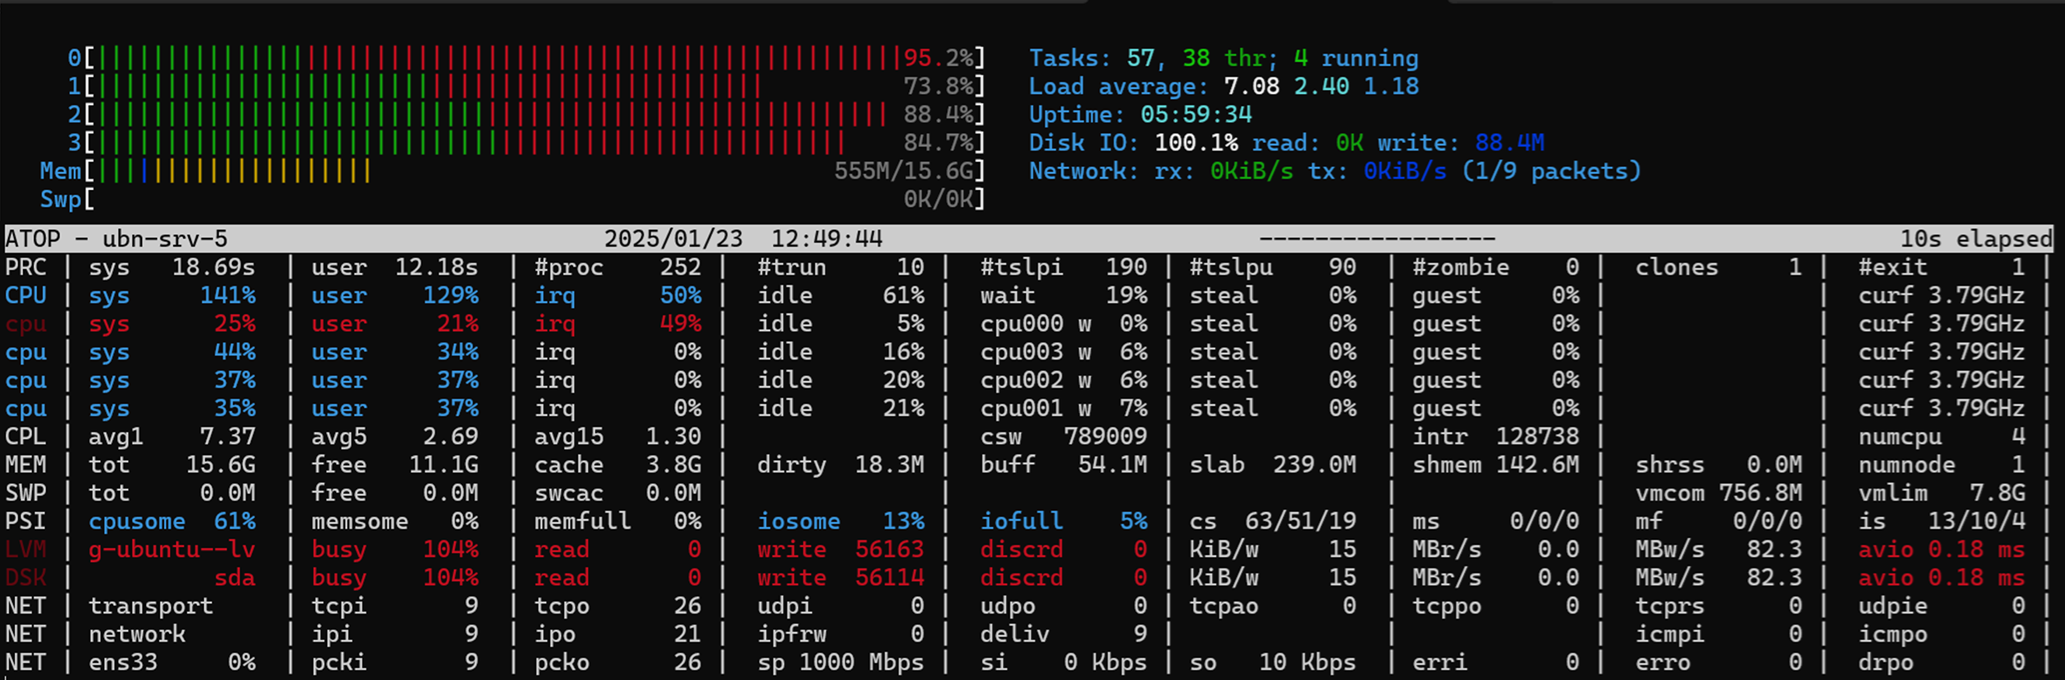 0[||||||||||||||||||||||||||||||||||||||||||||||||||||||||||95.2%] Tasks: 57, 38 thr; 4 running
1[|||||||||||||||||||||||||||||||||||||||||||||||| 73.8%] Load average: 7.08 2.40 1.18
2[||||||||||||||||||||||||||||||||||||||||||||||||||||||||| 88.4%] Uptime: 05:59:34
3[|||||||||||||||||||||||||||||||||||||||||||||||||||||| 84.7%] Disk IO: 100.1% read: 0K write: 88.4M
Mem[|||||||||||||||||||| 555M/15.6G] Network: rx: 0KiB/s tx: 0KiB/s (1/9 packets)
Swp[ 0K/0K]
ATOP - ubn-srv-5 2025/01/23 12:49:44 ----------------- 10s elapsed
PRC | sys 18.69s | user 12.18s | #proc 252 | #trun 10 | #tslpi 190 | #tslpu 90 | #zombie 0 | clones 1 | #exit 1 |
CPU | sys 141% | user 129% | irq 50% | idle 61% | wait 19% | steal 0% | guest 0% | | curf 3.79GHz |
cpu | sys 25% | user 21% | irq 49% | idle 5% | cpu000 w 0% | steal 0% | guest 0% | | curf 3.79GHz |
cpu | sys 44% | user 34% | irq 0% | idle 16% | cpu003 w 6% | steal 0% | guest 0% | | curf 3.79GHz |
cpu | sys 37% | user 37% | irq 0% | idle 20% | cpu002 w 6% | steal 0% | guest 0% | | curf 3.79GHz |
cpu | sys 35% | user 37% | irq 0% | idle 21% | cpu001 w 7% | steal 0% | guest 0% | | curf 3.79GHz |
CPL | avg1 7.37 | avg5 2.69 | avg15 1.30 | | csw 789009 | | intr 128738 | | numcpu 4 |
MEM | tot 15.6G | free 11.1G | cache 3.8G | dirty 18.3M | buff 54.1M | slab 239.0M | shmem 142.6M | shrss 0.0M | numnode 1 |
SWP | tot 0.0M | free 0.0M | swcac 0.0M | | | | | vmcom 756.8M | vmlim 7.8G |
PSI | cpusome 61% | memsome 0% | memfull 0% | iosome 13% | iofull 5% | cs 63/51/19 | ms 0/0/0 | mf 0/0/0 | is 13/10/4 |
LVM | g-ubuntu--lv | busy 104% | read 0 | write 56163 | discrd 0 | KiB/w 15 | MBr/s 0.0 | MBw/s 82.3 | avio 0.18 ms |
DSK | sda | busy 104% | read 0 | write 56114 | discrd 0 | KiB/w 15 | MBr/s 0.0 | MBw/s 82.3 | avio 0.18 ms |
NET | transport | tcpi 9 | tcpo 26 | udpi 0 | udpo 0 | tcpao 0 | tcppo 0 | tcprs 0 | udpie 0 |
NET | network | ipi 9 | ipo 21 | ipfrw 0 | deliv 9 | | | icmpi 0 | icmpo 0 |
NET | ens33 0% | pcki 9 | pcko 26 | sp 1000 Mbps | si 0 Kbps | so 10 Kbps | erri 0 | erro 0 | drpo 0 |